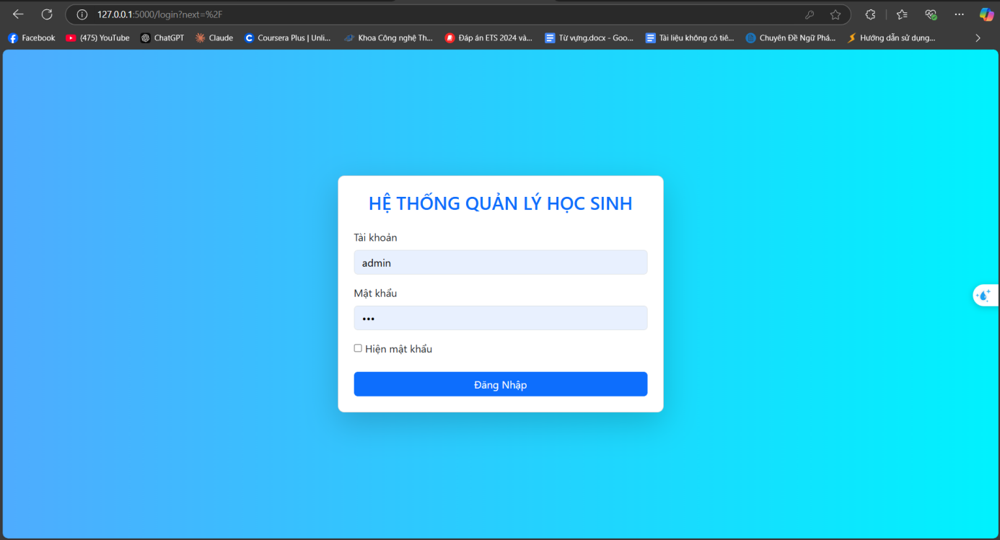 127.0.0.1:5000/login?next=%2F
Facebook (475) YouTube ChatGPT Claude Coursera Plus | Unli... Khoa Công nghệ Th... Đáp án ETS 2024 và... Từ vựng.docx - Goo... Tài liệu không có tiê... Chuyên Đề Ngữ Phá... Hướng dẫn sử dụng...
HỆ THỐNG QUẢN LÝ HỌC SINH
Tài khoản
admin
Mật khẩu
•••
Hiện mật khẩu
Đăng Nhập